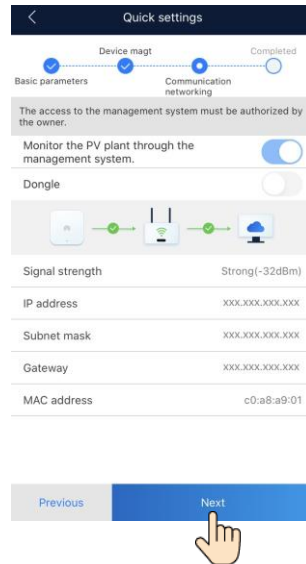 Quick settings
Device magt
Completed
Basic parameters
Communication
networking
The access to the management system must be authorized by
the owner.
Monitor the PV plant through the
management system.
Dongle
Signal strength Strong(-32dBm)
IP address xxx.xxx.xxx.xxx
Subnet mask xxx.xxx.xxx.xxx
Gateway xxx.xxx.xxx.xxx
MAC address c0:a8:a9:01
Previous Next